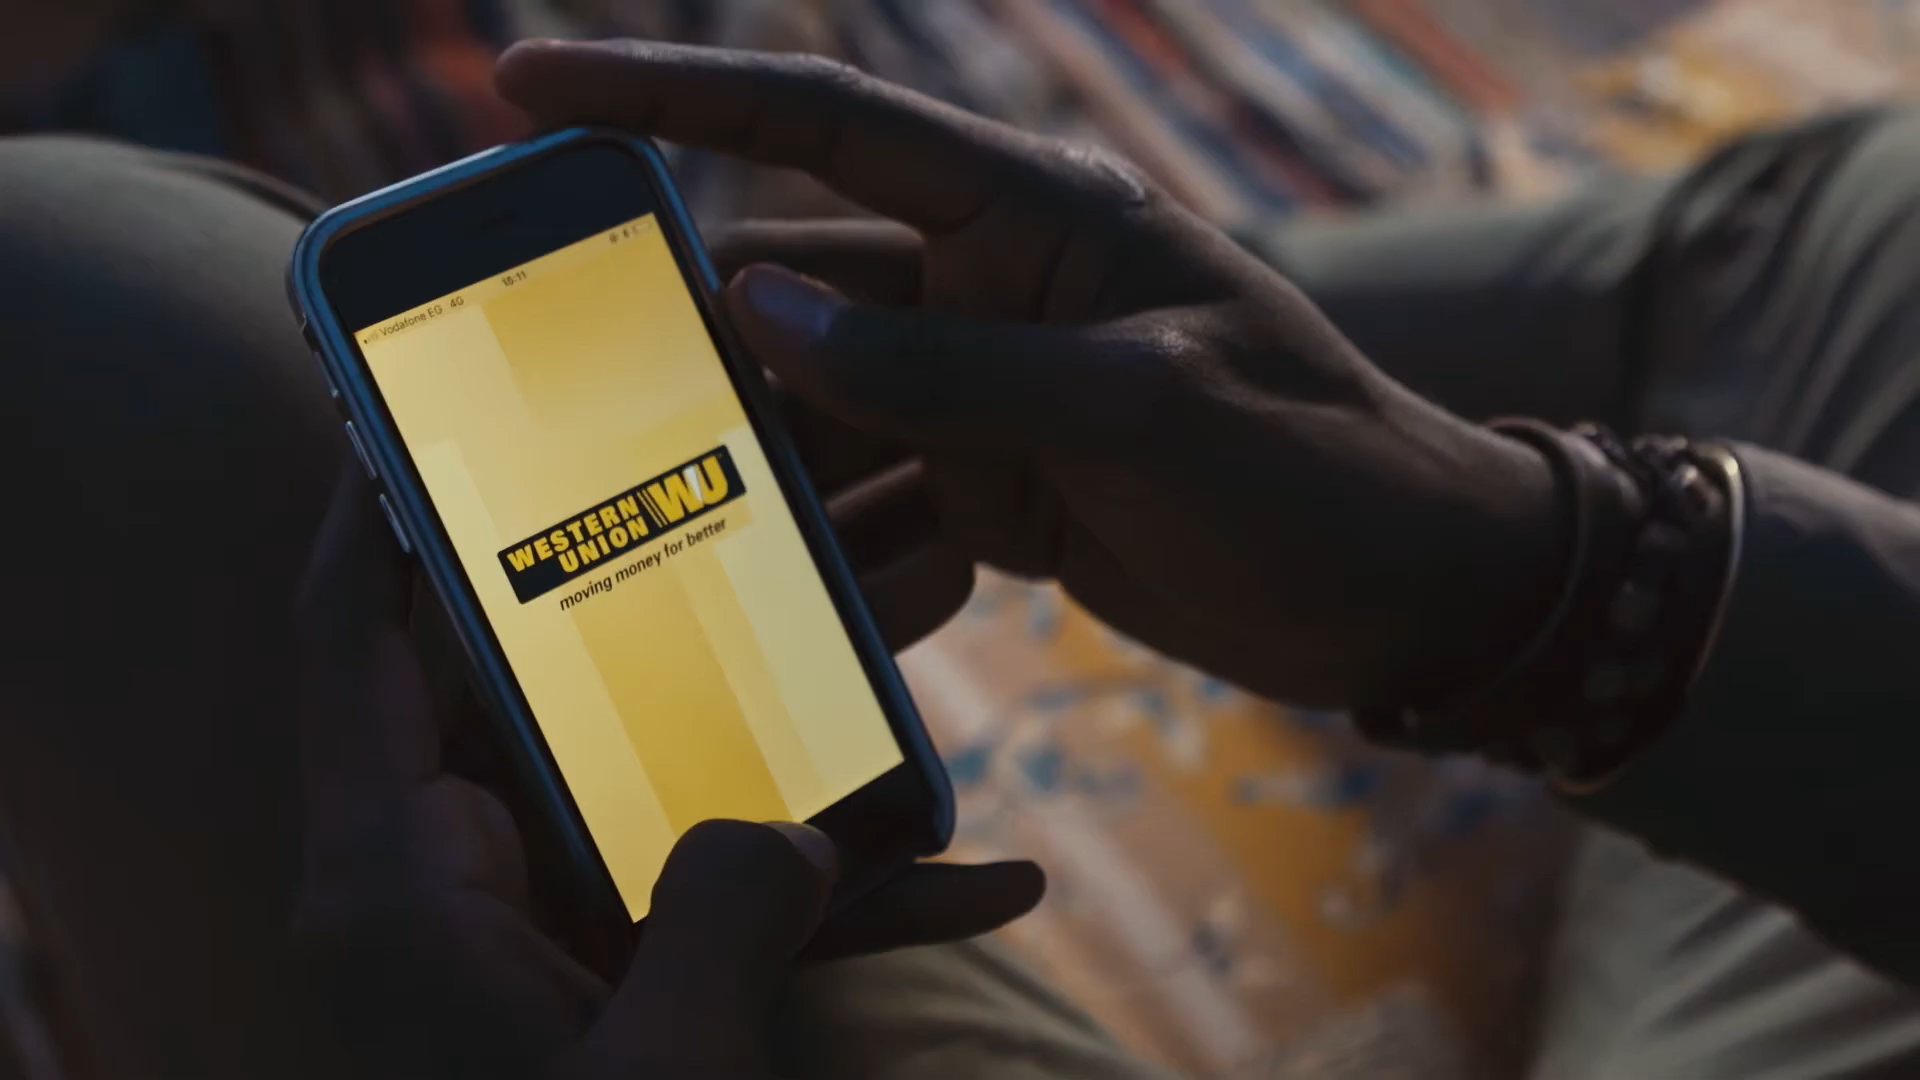 Vodafone EG 4G
WESTERN
UNION
WU
moving money for better